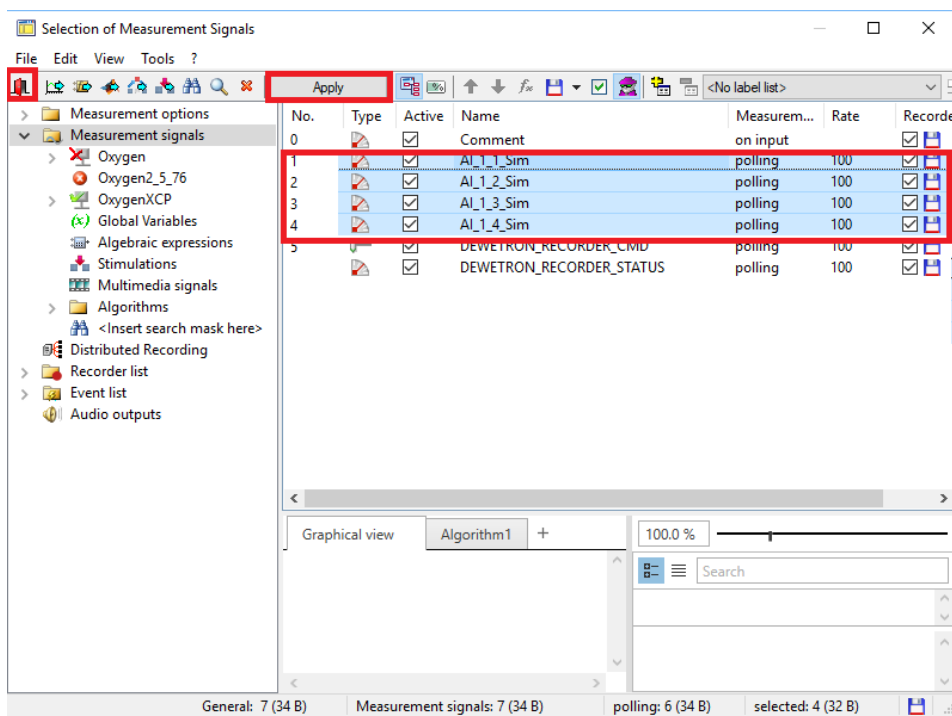 Selection of Measurement Signals
File Edit View Tools ?
Apply <No label list>
Measurement options
Measurement signals
Oxygen
Oxygen2_5_76
OxygenXCP
(x) Global Variables
Algebraic expressions
Stimulations
Multimedia signals
Algorithms
<Insert search mask here>
Distributed Recording
Recorder list
Event list
Audio outputs
No. Type Active Name Measurem... Rate Recorde
0 Comment on input
1 AI_1_1_Sim polling 100
2 AI_1_2_Sim polling 100
3 AI_1_3_Sim polling 100
4 AI_1_4_Sim polling 100
5 DEWETRON_RECORDER_CMD polling 100
DEWETRON_RECORDER_STATUS polling 100
Graphical view Algorithm1 + 100.0 %
Search
General: 7 (34 B) Measurement signals: 7 (34 B) polling: 6 (34 B) selected: 4 (32 B)